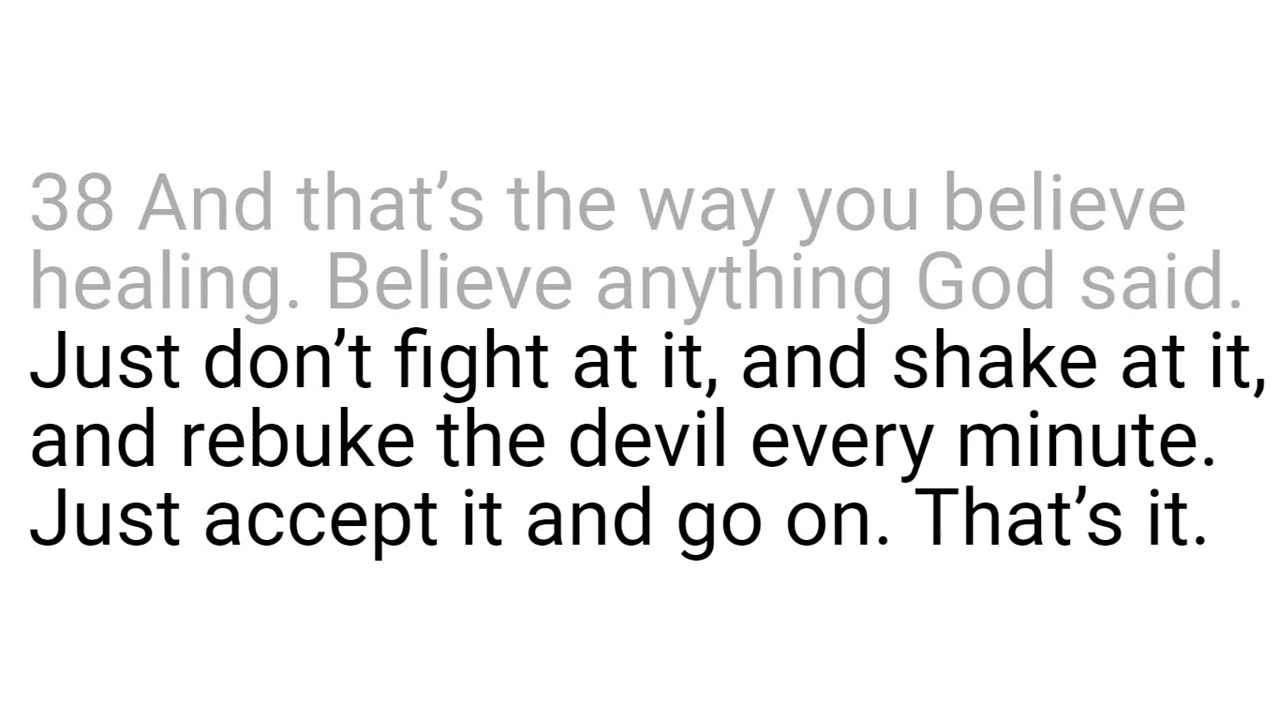 38 And that’s the way you believe
healing. Believe anything God said.
Just don’t fight at it, and shake at it,
and rebuke the devil every minute.
Just accept it and go on. That’s it.